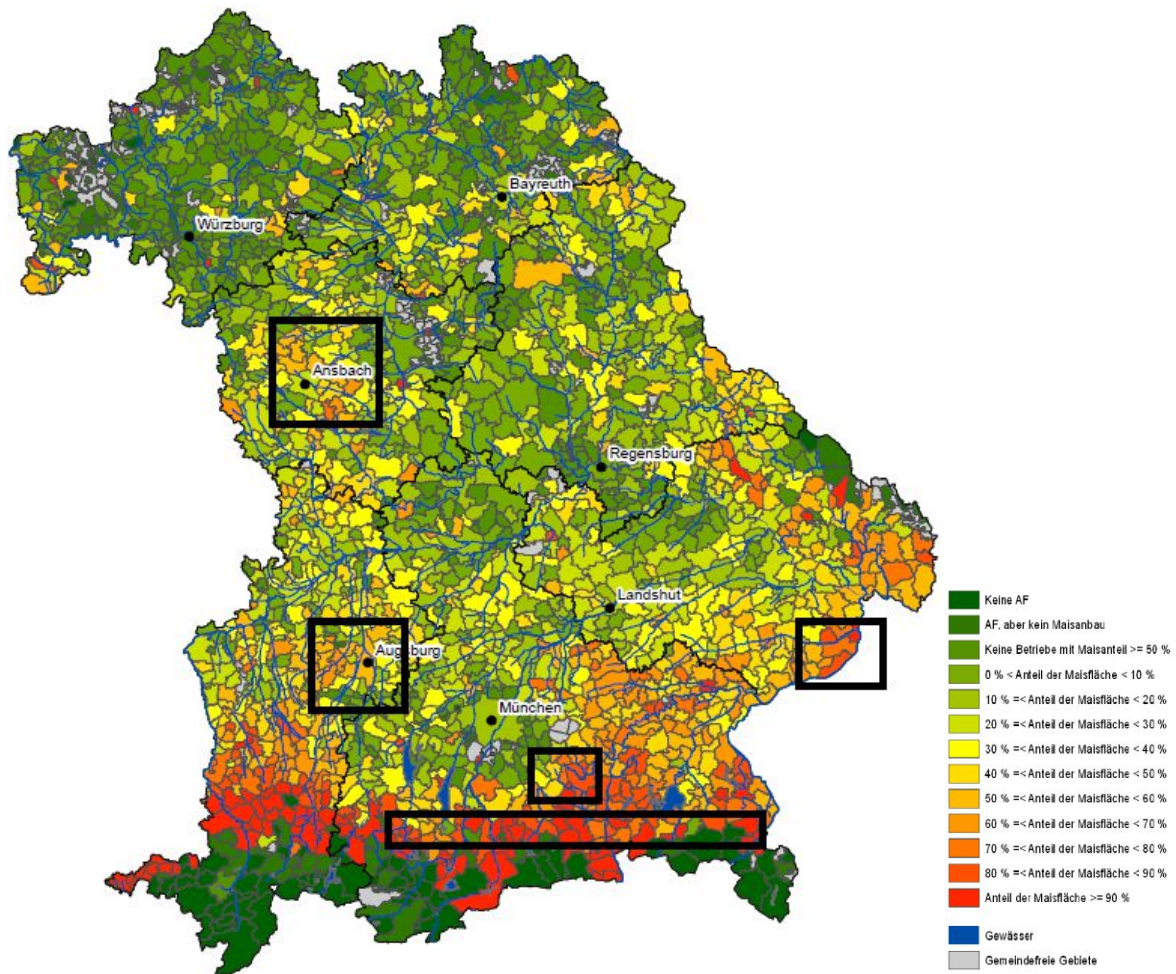 Bayreuth
Würzburg
Ansbach
Regensburg
Landshut
Augsburg
München
Keine AF
AF, aber kein Maisanbau
Keine Betriebe mit Maisanteil >= 50 %
0 % < Anteil der Maisfläche < 10 %
10 % =< Anteil der Maisfläche < 20 %
20 % =< Anteil der Maisfläche < 30 %
30 % =< Anteil der Maisfläche < 40 %
40 % =< Anteil der Maisfläche < 50 %
50 % =< Anteil der Maisfläche < 60 %
60 % =< Anteil der Maisfläche < 70 %
70 % =< Anteil der Maisfläche < 80 %
80 % =< Anteil der Maisfläche < 90 %
Anteil der Maisfläche >= 90 %
Gewässer
Gemeindefreie Gebiete